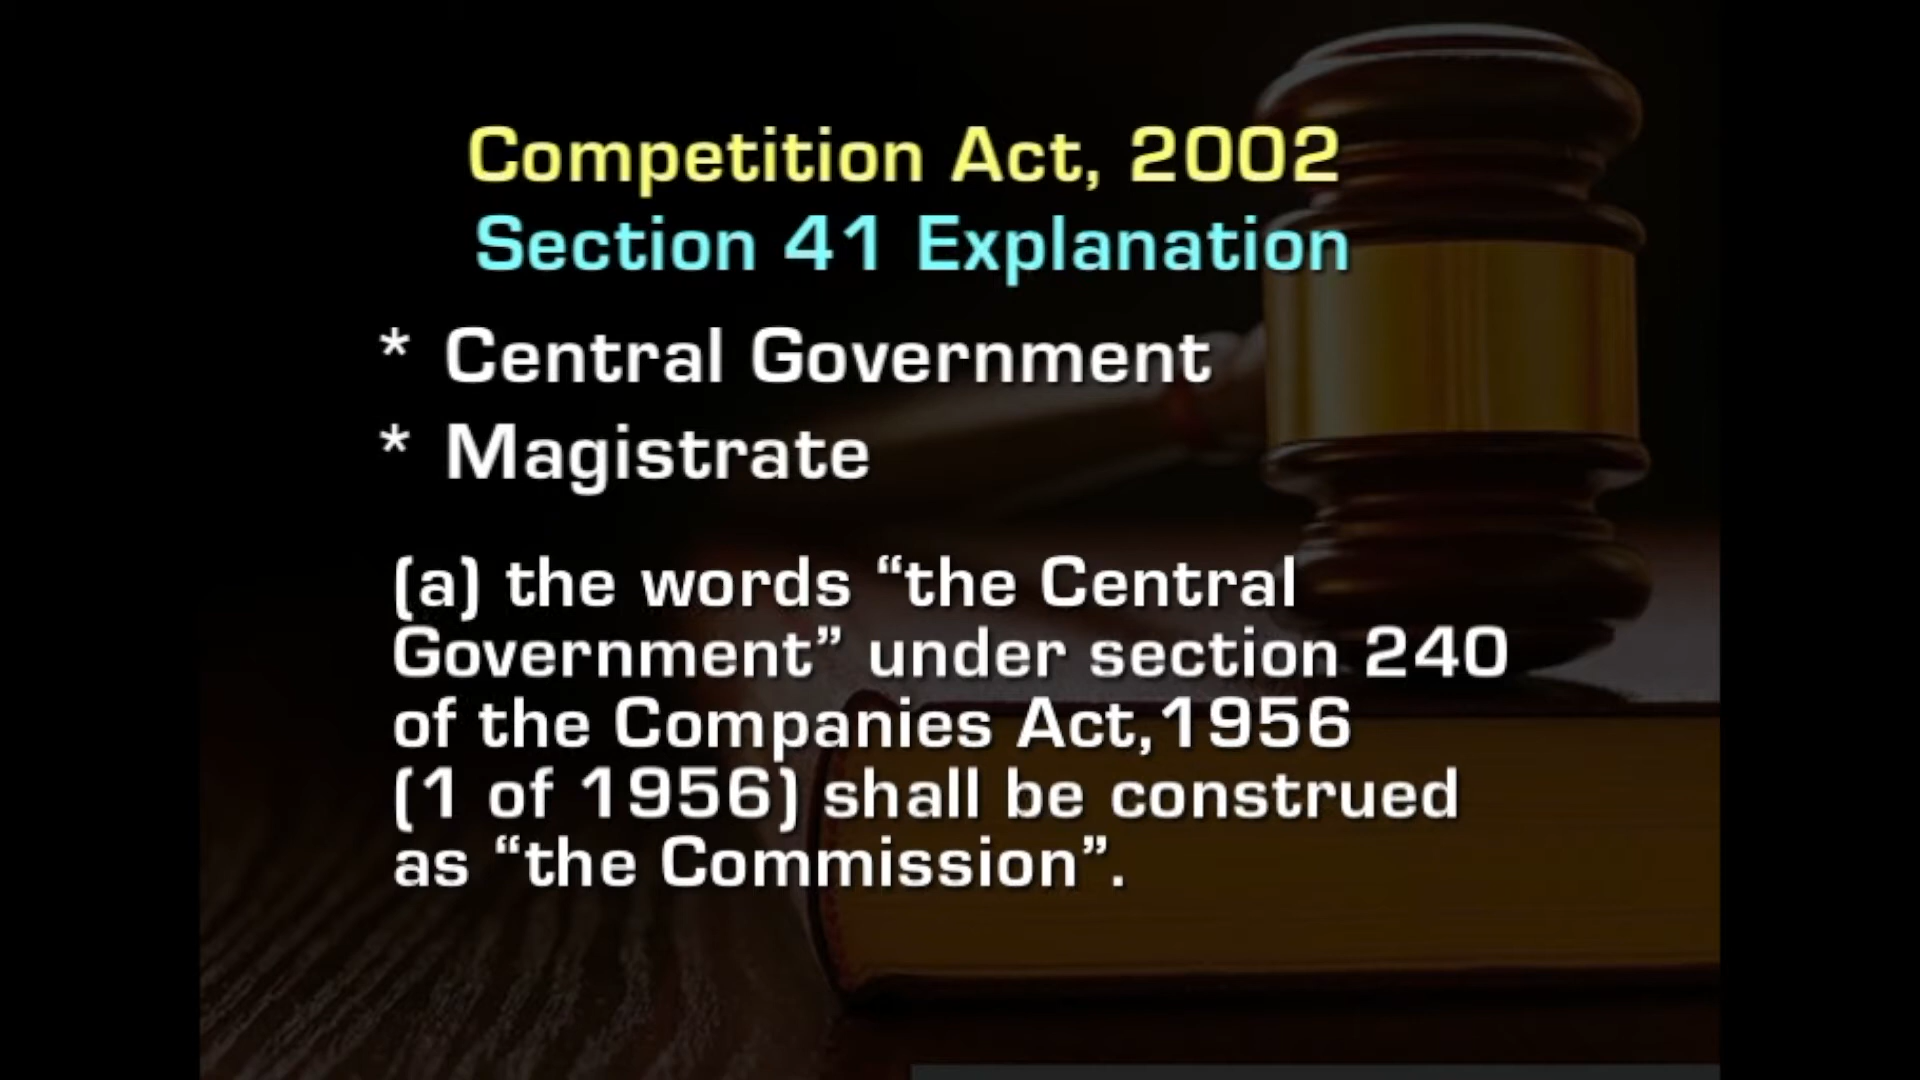 Competition Act, 2002
Section 41 Explanation
* Central Government
* Magistrate
(a) the words “the Central
Government” under section 240
of the Companies Act,1956
(1 of 1956) shall be construed
as “the Commission”.